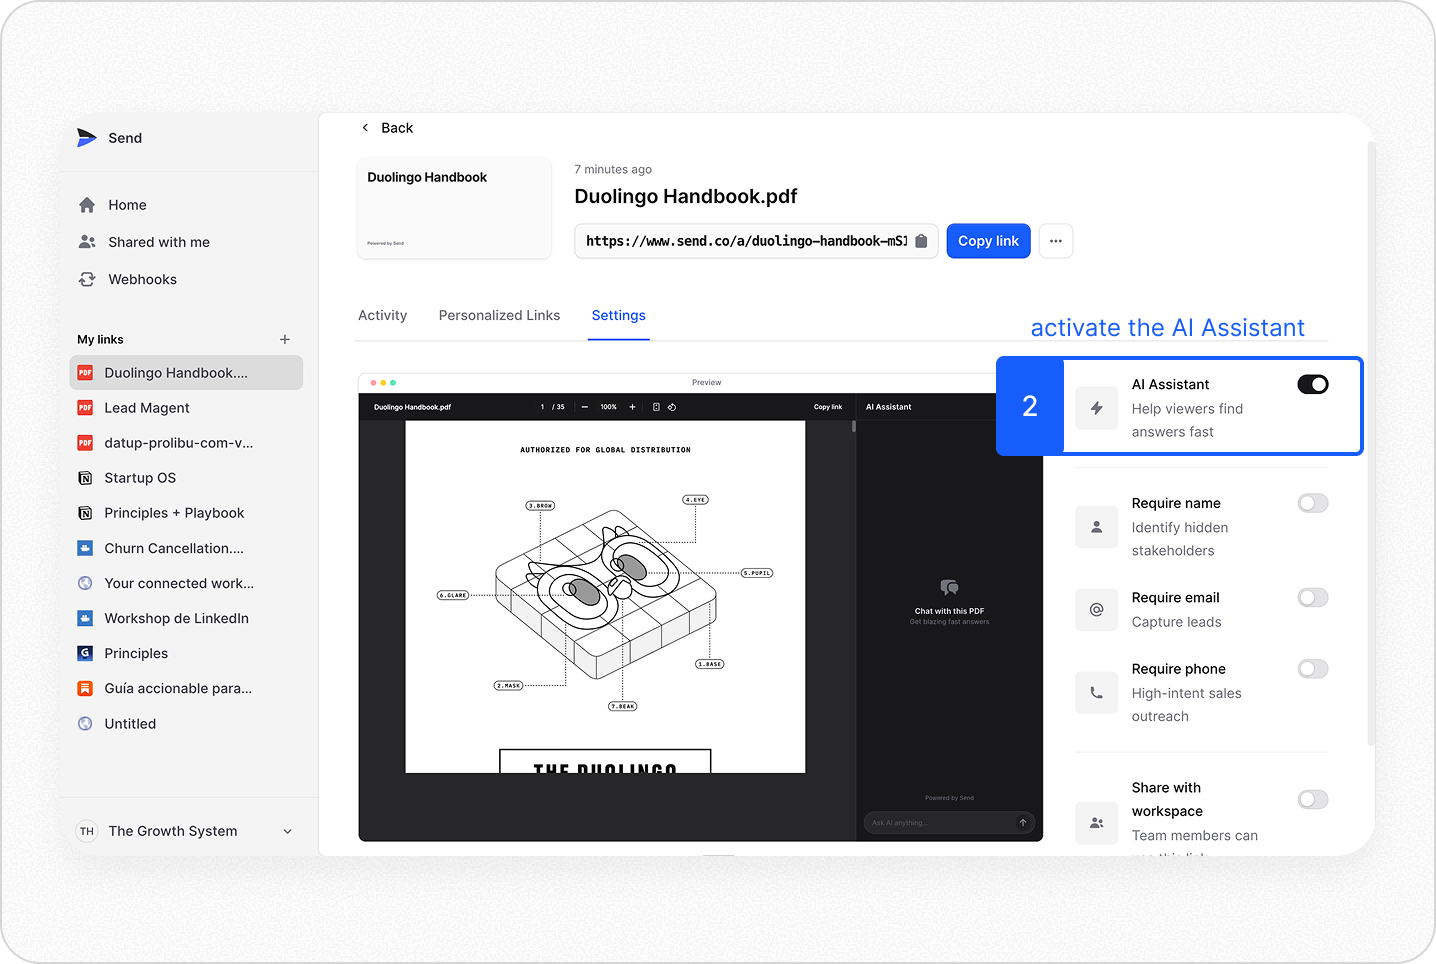 Send
Home
Shared with me
Webhooks
My links
PDF Duolingo Handbook....
PDF Lead Magent
PDF datup-prolibu-com-v...
Startup OS
Principles + Playbook
Churn Cancellation....
Your connected work...
Workshop de LinkedIn
G Principles
Guía accionable para...
Untitled
TH The Growth System
Back
Duolingo Handbook
Powered by Send
7 minutes ago
Duolingo Handbook.pdf
https://www.send.co/a/duolingo-handbook-mS1
Copy link
Activity
Personalized Links
Settings
activate the AI Assistant
Preview
Duolingo Handbook.pdf
1 / 35
100%
Copy link
AI Assistant
AUTHORIZED FOR GLOBAL DISTRIBUTION
3.BROW
4.EYE
5.PUPIL
6.GLARE
1.BASE
2.MASK
7.BEAK
THE DUOLINGO
Chat with this PDF
Get blazing fast answers
Powered by Send
Ask AI anything...
2
AI Assistant
Help viewers find
answers fast
Require name
Identify hidden
stakeholders
Require email
Capture leads
Require phone
High-intent sales
outreach
Share with
workspace
Team members can